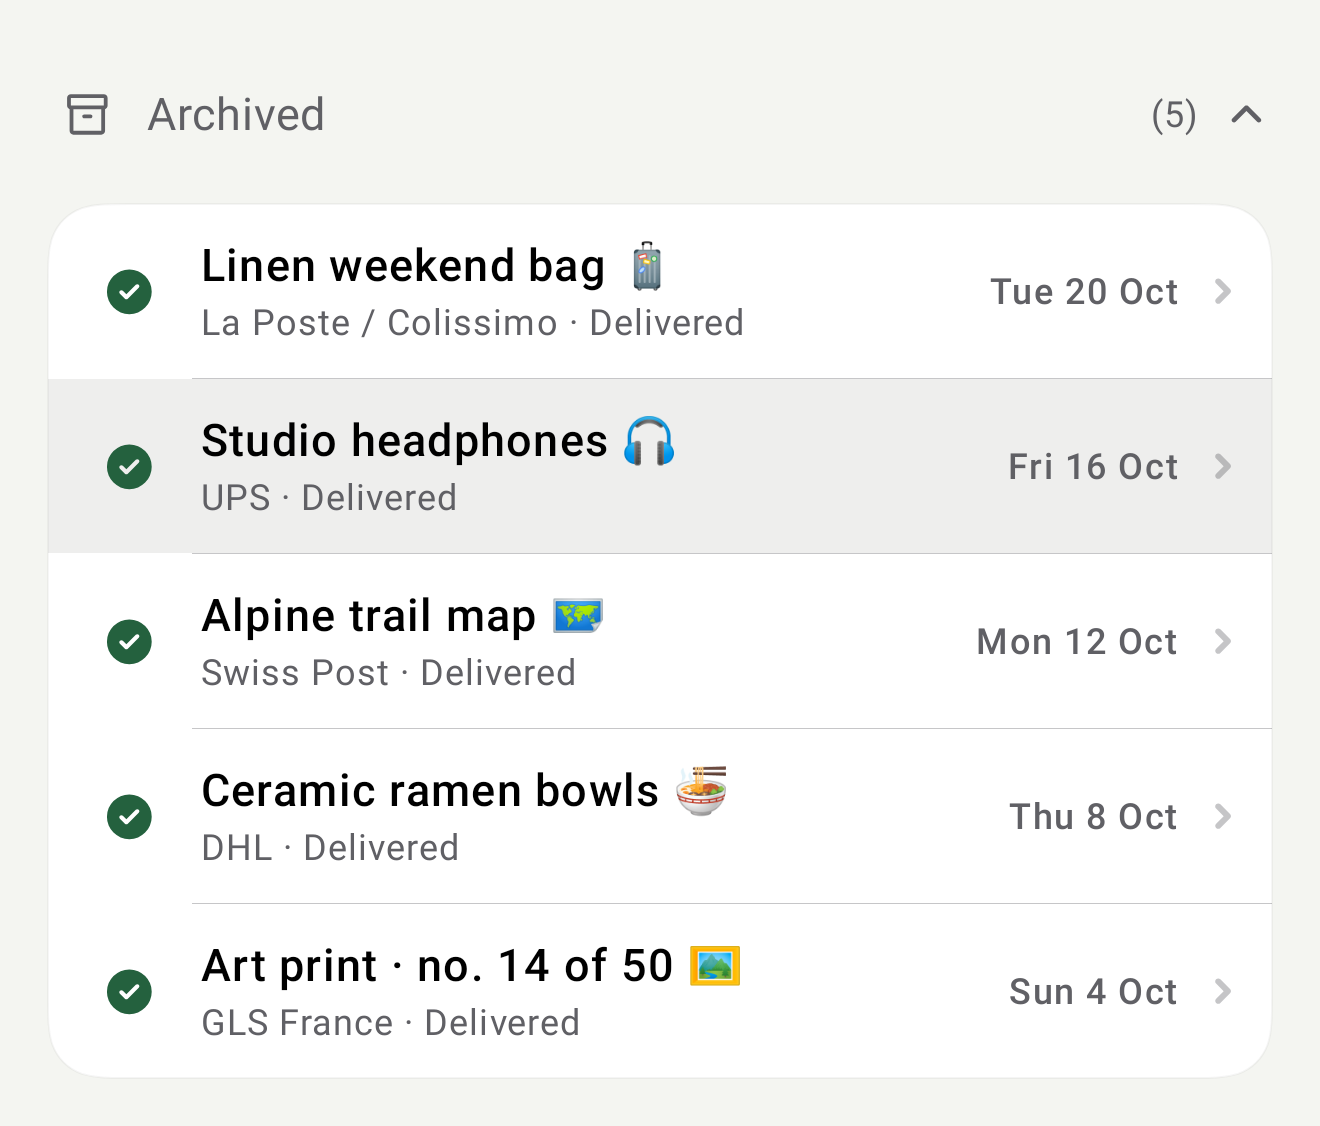 Archived
(5)
Linen weekend bag 🧳
La Poste / Colissimo · Delivered
Tue 20 Oct
Studio headphones 🎧
UPS · Delivered
Fri 16 Oct
Alpine trail map 🗺️
Swiss Post · Delivered
Mon 12 Oct
Ceramic ramen bowls 🍜
DHL · Delivered
Thu 8 Oct
Art print · no. 14 of 50 🖼️
GLS France · Delivered
Sun 4 Oct